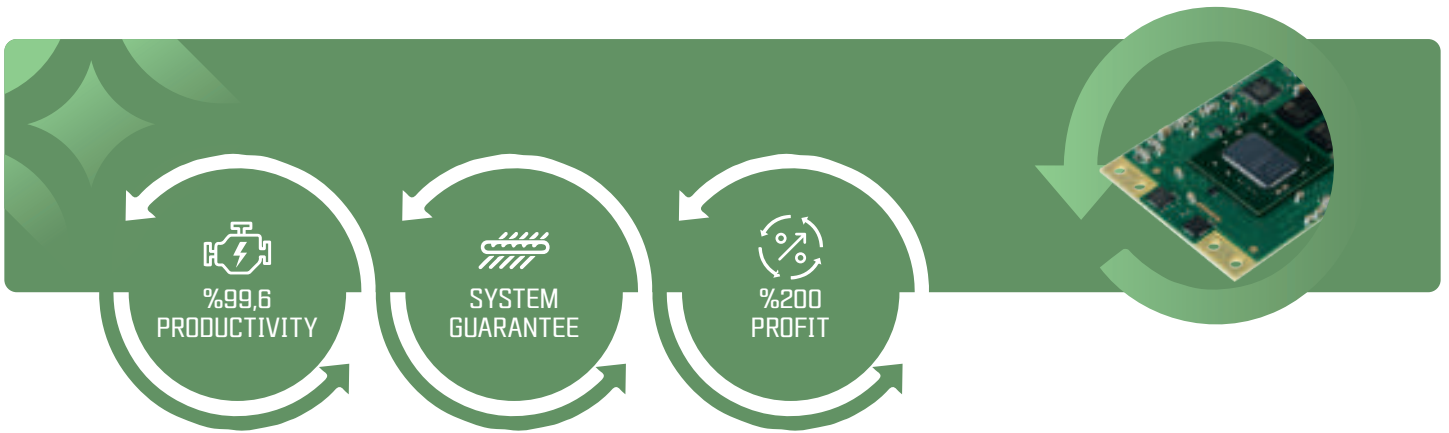 %99,6
PRODUCTIVITY
SYSTEM
GUARANTEE
%200
PROFIT